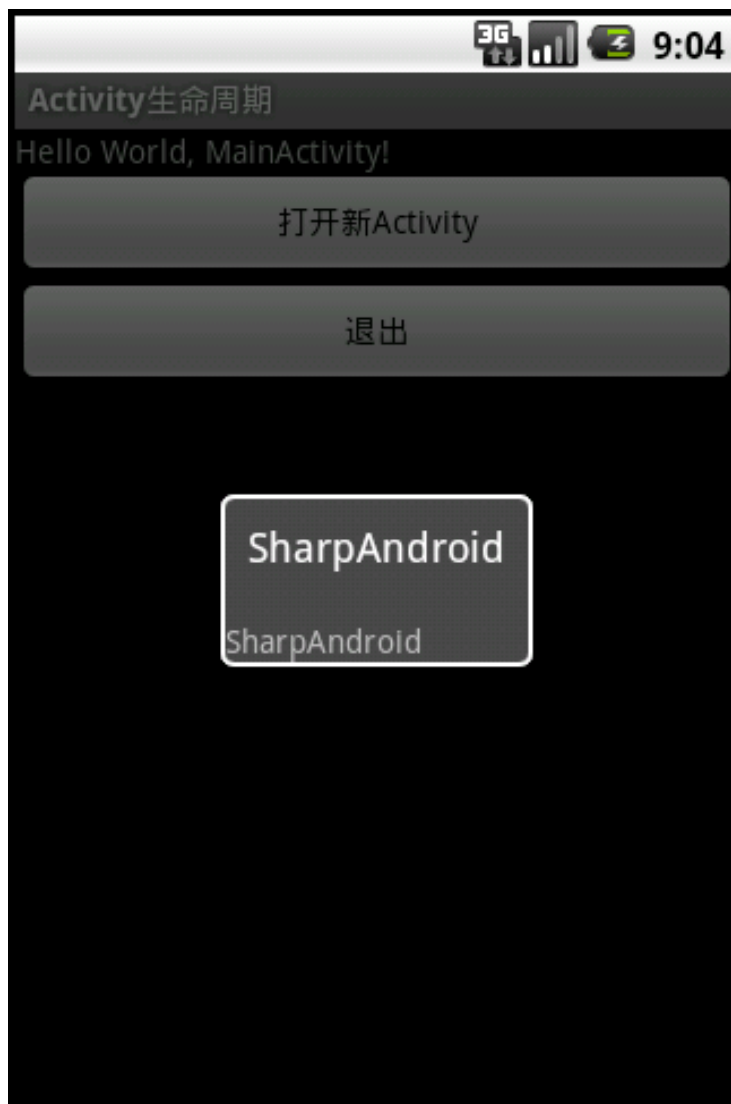 3G 9:04
Activity生命周期
Hello World, MainActivity!
打开新Activity
退出
SharpAndroid
SharpAndroid